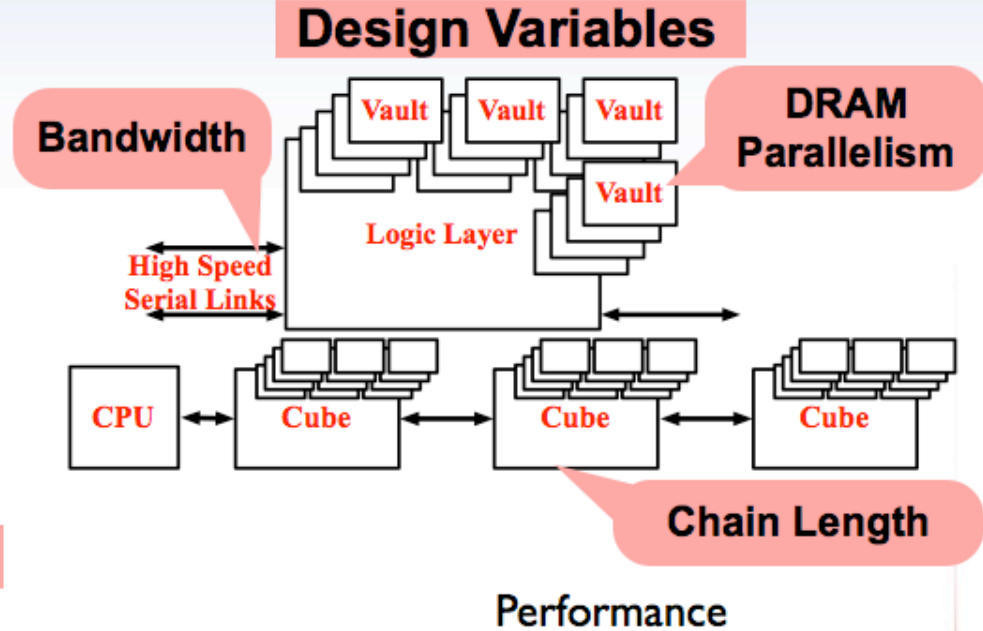 Design Variables
Bandwidth
Vault
Vault
Vault
DRAM
Parallelism
Vault
Logic Layer
High Speed
Serial Links
CPU
Cube
Cube
Cube
Chain Length
Performance